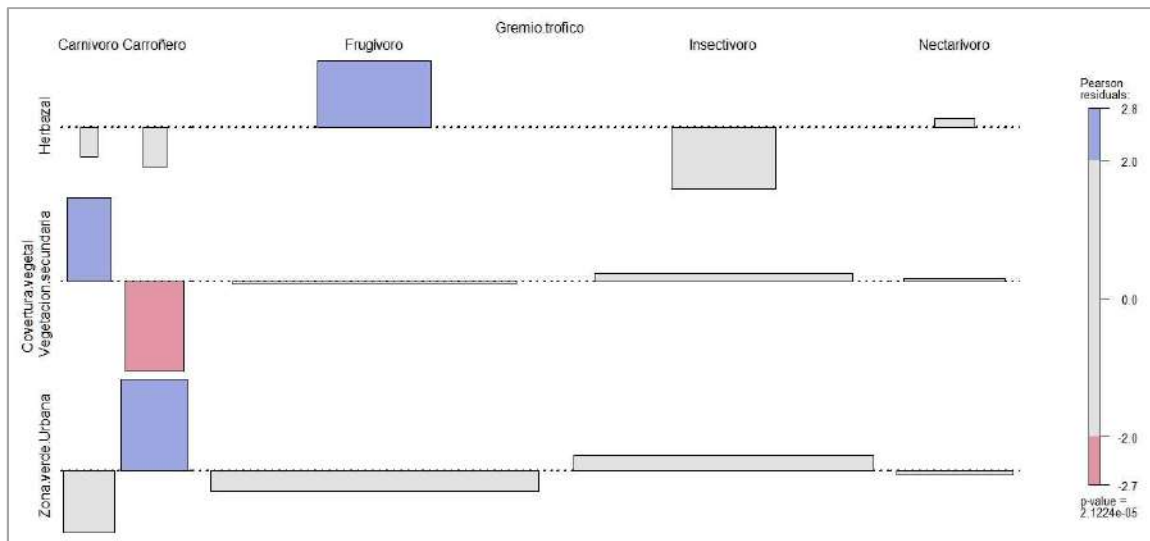 Gremio.trofico
Carnivoro Carroñero Frugivoro Insectivoro Nectarivoro
Covertura.vegetal
Herbazal
Vegetacion.secundaria
Zona.verde.Urbana
Pearson
residuals:
2.8
2.0
0.0
-2.0
-2.7
p-value =
2.1224e-05